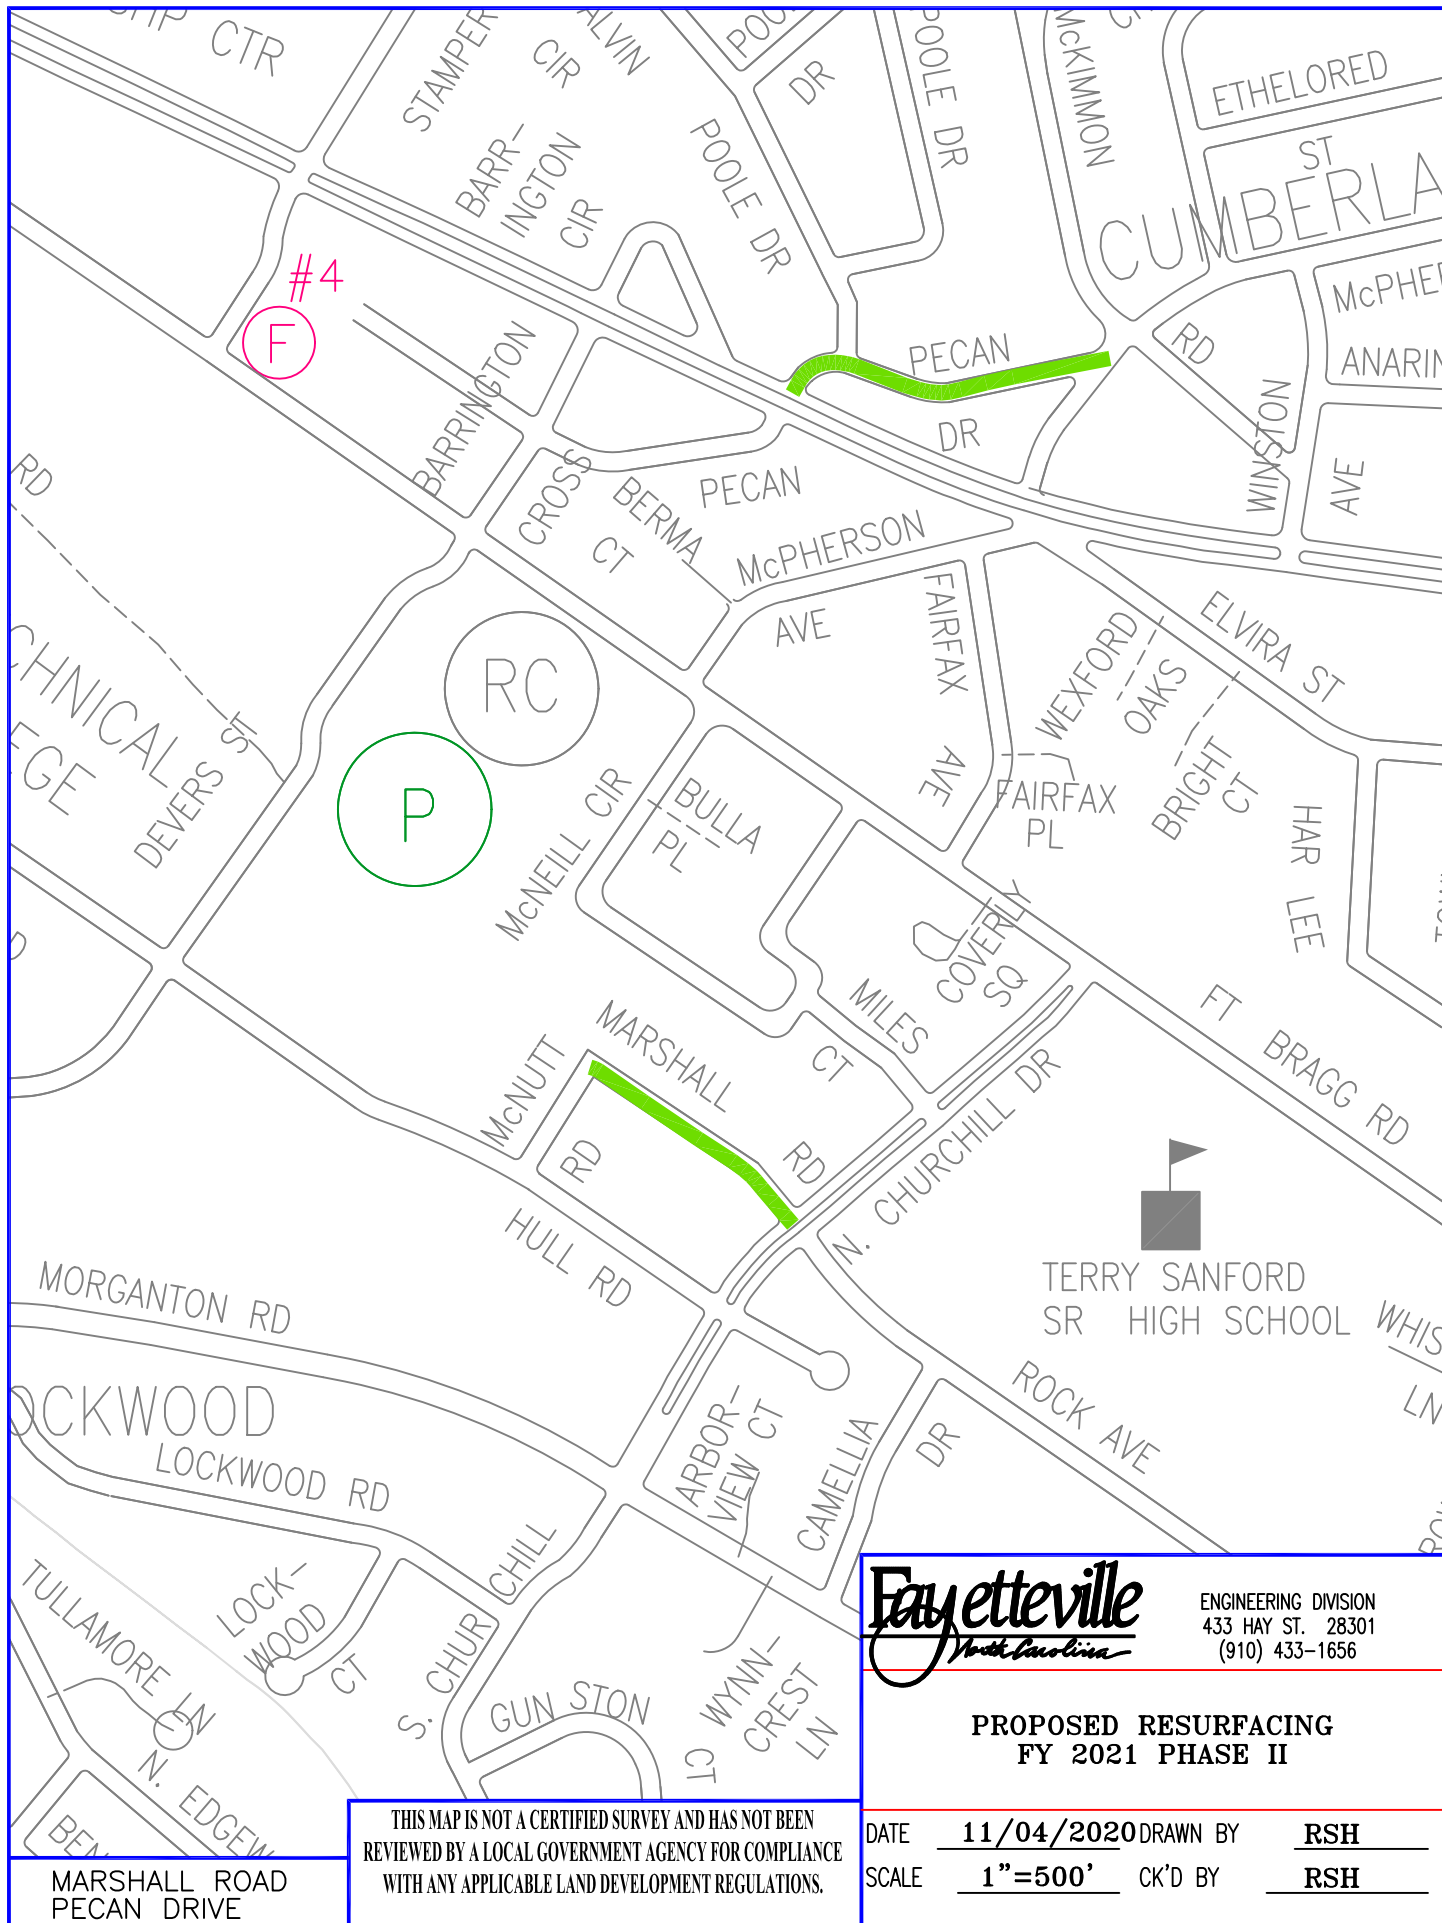 CTR
STAMPER
CIR
ALVIN
DR
POOLE DR
POOLE DR
McKIMMON
ETHELORED
ST
CUMBERLA
BARR-
INGTON
CIR
#4
F
BARRINGTON
PECAN
DR
RD
McPHE
ANARIN
WINSTON
AVE
RD
CROSS
CT
BERMA
PECAN
McPHERSON
AVE
FAIRFAX
AVE
ELVIRA ST
WEXFORD
OAKS
BRIGHT
CT
FAIRFAX
PL
HAR LEE
CHNICAL
EGE
DEVERS ST
RC
P
McNEILL CIR
BULLA
PL
COVERLY
SQ
MILES
CT
FT BRAGG RD
McNUTT
RD
MARSHALL
RD
N. CHURCHILL DR
HULL RD
TERRY SANFORD
SR HIGH SCHOOL
WHIS
LN
MORGANTON RD
OCKWOOD
LOCKWOOD RD
ARBOR-
VIEW CT
CAMELLIA
DR
ROCK AVE
TULLAMORE LN
LOCK-
WOOD
CT
S. CHUR CHILL
GUN STON
CT
WYNN-
CREST
LN
N. EDGEW
BEN
Fayetteville
North Carolina
ENGINEERING DIVISION
433 HAY ST. 28301
(910) 433-1656
PROPOSED RESURFACING
FY 2021 PHASE II
DATE 11/04/2020 DRAWN BY RSH
SCALE 1"=500' CK'D BY RSH
THIS MAP IS NOT A CERTIFIED SURVEY AND HAS NOT BEEN
REVIEWED BY A LOCAL GOVERNMENT AGENCY FOR COMPLIANCE
WITH ANY APPLICABLE LAND DEVELOPMENT REGULATIONS.
MARSHALL ROAD
PECAN DRIVE